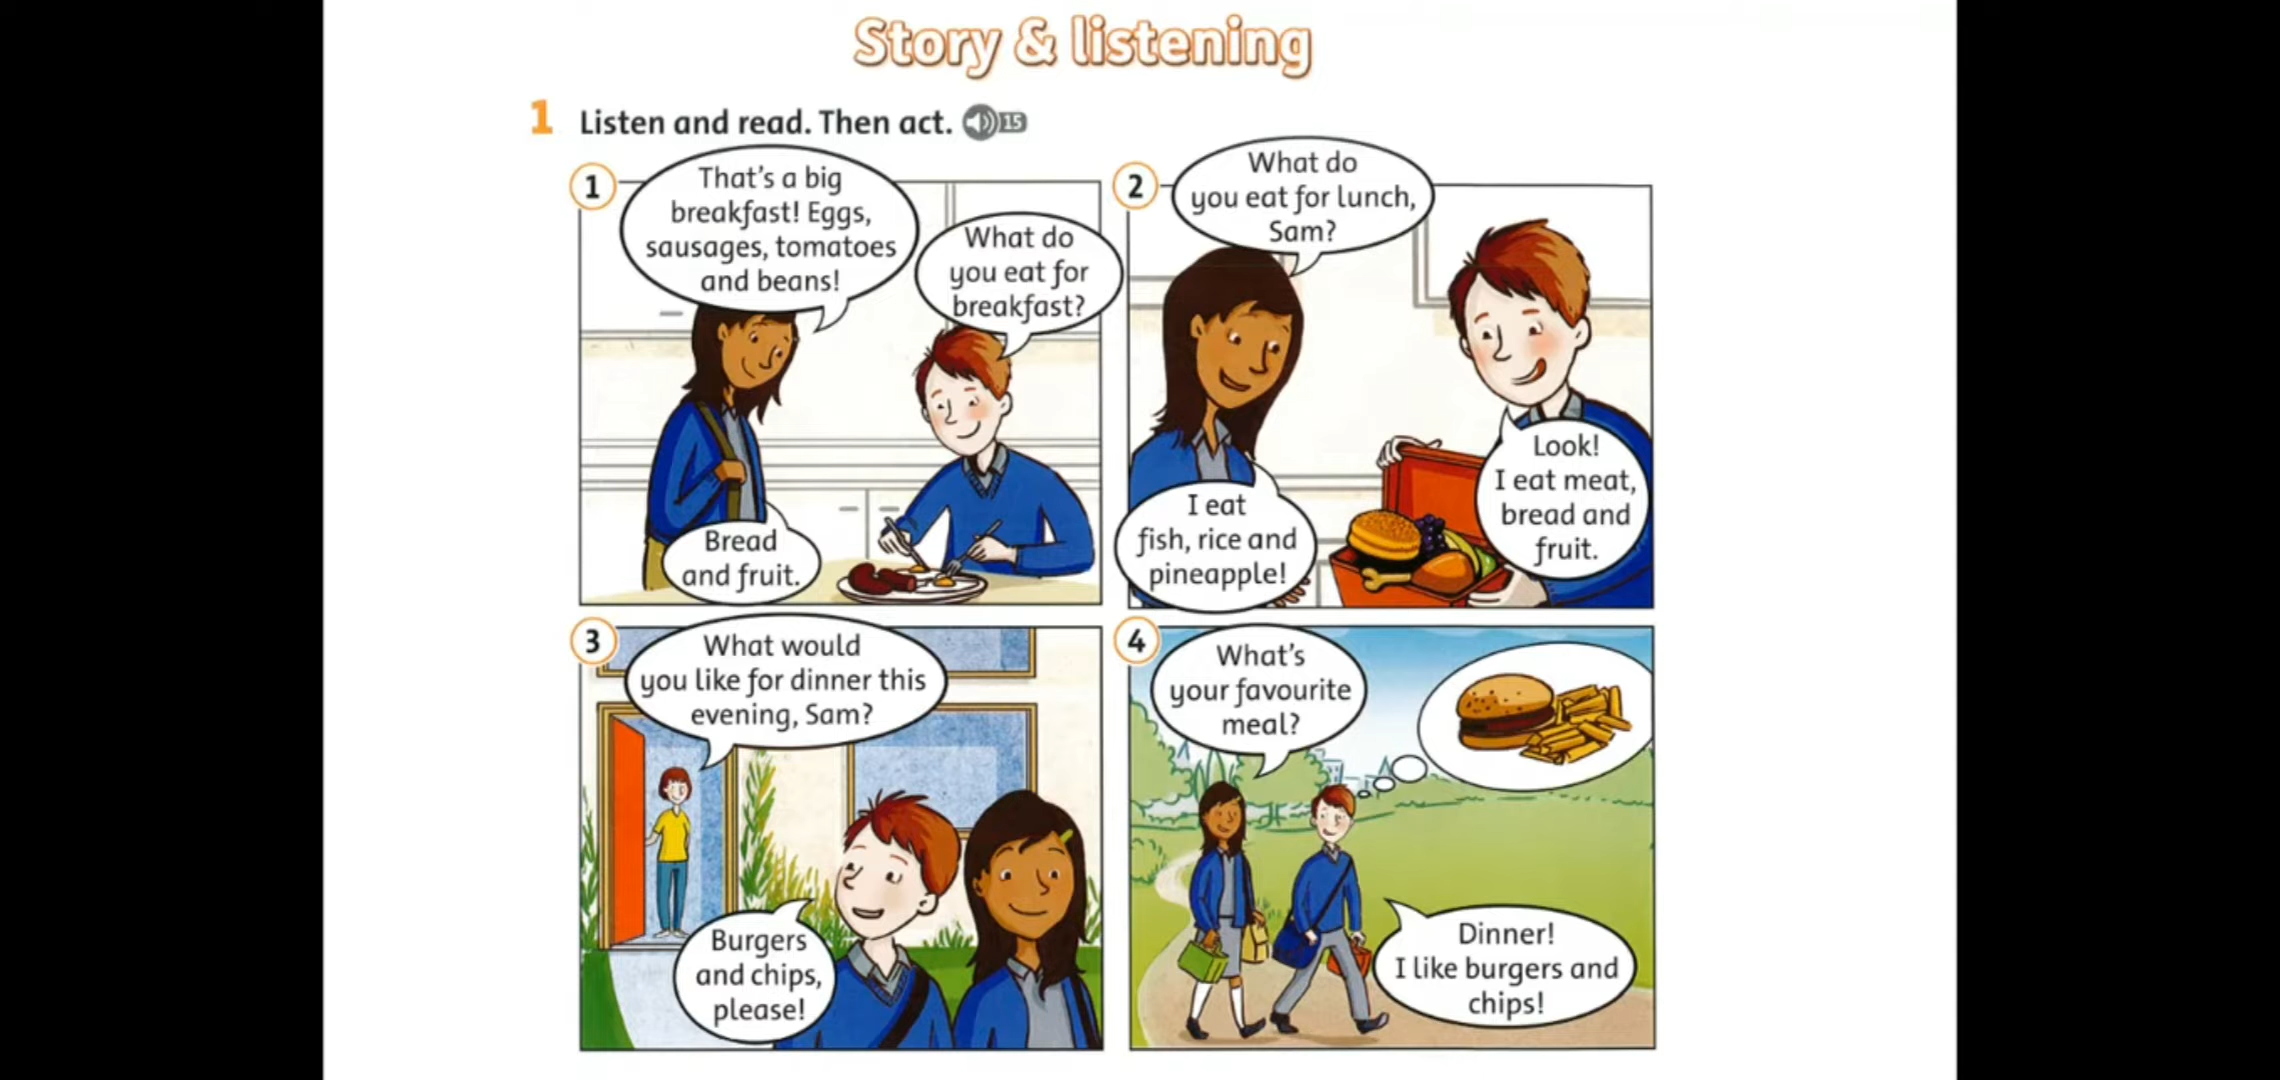 Story & listening
1 Listen and read. Then act. 15
1
That's a big
breakfast! Eggs,
sausages, tomatoes
and beans!
What do
you eat for
breakfast?
Bread
and fruit.
2
What do
you eat for lunch,
Sam?
I eat
fish, rice and
pineapple!
Look!
I eat meat,
bread and
fruit.
3
What would
you like for dinner this
evening, Sam?
Burgers
and chips,
please!
4
What's
your favourite
meal?
Dinner!
I like burgers and
chips!